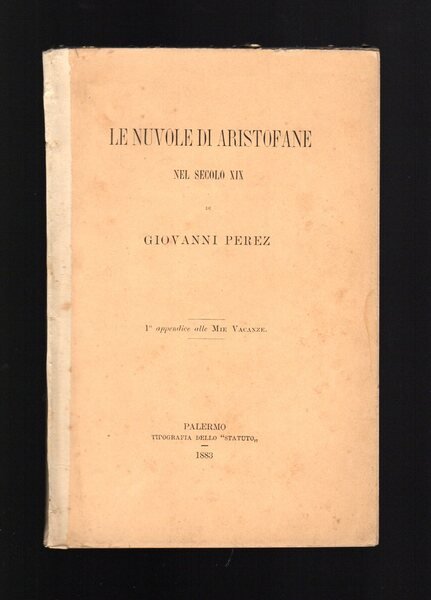 LE NUVOLE DI ARISTOFANE
NEL SECOLO XIX
DI
GIOVANNI PEREZ
1ª appendice alle MIE VACANZE.
PALERMO
TIPOGRAFIA DELLO "STATUTO„
1883